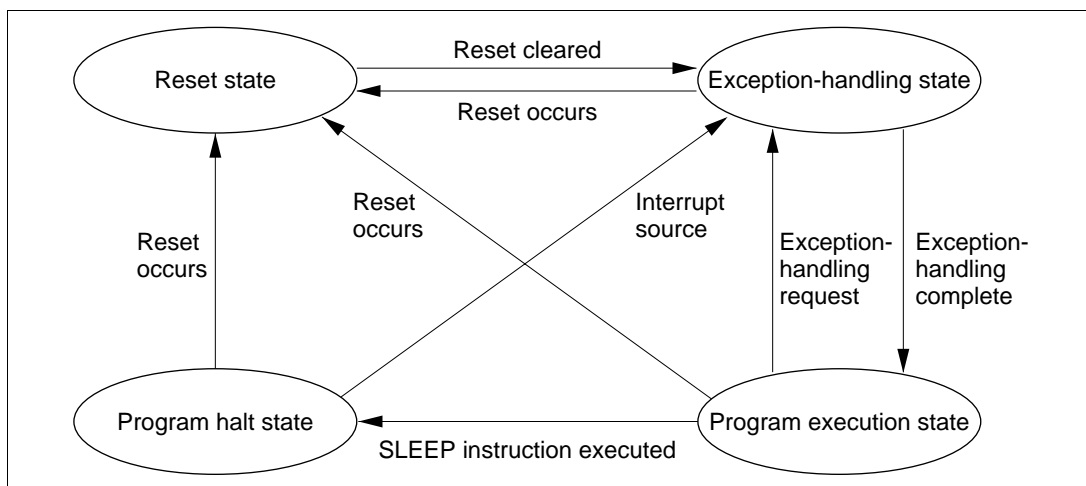 Reset cleared
Reset state
Exception-handling state
Reset occurs
Reset
occurs
Interrupt
source
Reset
occurs
Exception-
handling
request
Exception-
handling
complete
Program halt state
Program execution state
SLEEP instruction executed